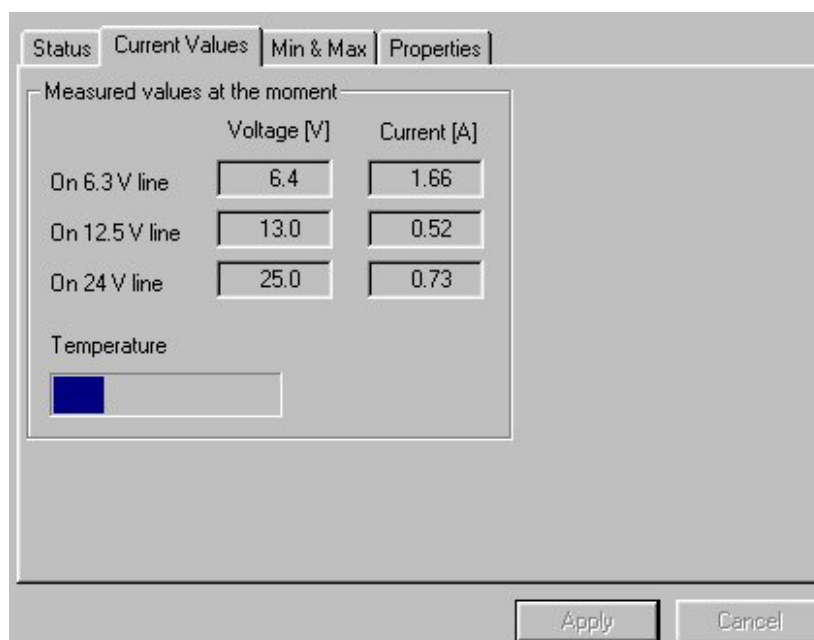 Status Current Values Min & Max Properties
Measured values at the moment
Voltage [V] Current [A]
On 6.3 V line 6.4 1.66
On 12.5 V line 13.0 0.52
On 24 V line 25.0 0.73
Temperature
Apply Cancel